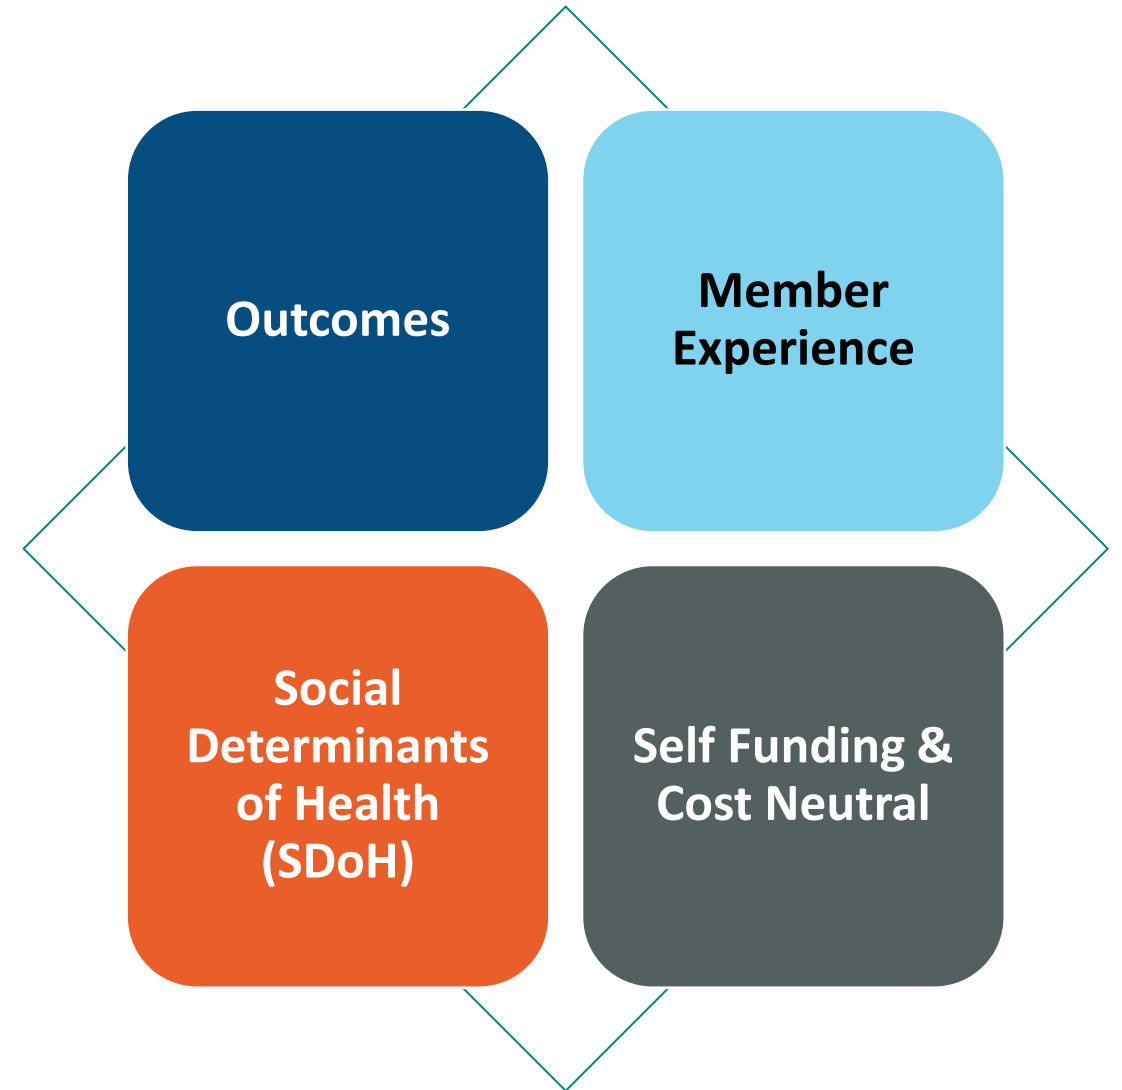 Outcomes
Member
Experience
Social
Determinants
of Health
(SDoH)
Self Funding &
Cost Neutral